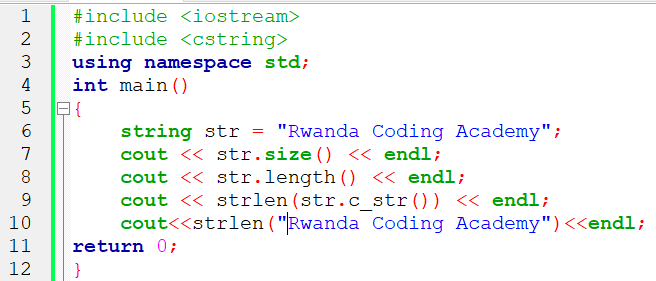 1 #include <iostream>
2 #include <cstring>
3 using namespace std;
4 int main()
5 {
6 string str = "Rwanda Coding Academy";
7 cout << str.size() << endl;
8 cout << str.length() << endl;
9 cout << strlen(str.c_str()) << endl;
10 cout<<strlen("Rwanda Coding Academy")<<endl;
11 return 0;
12 }